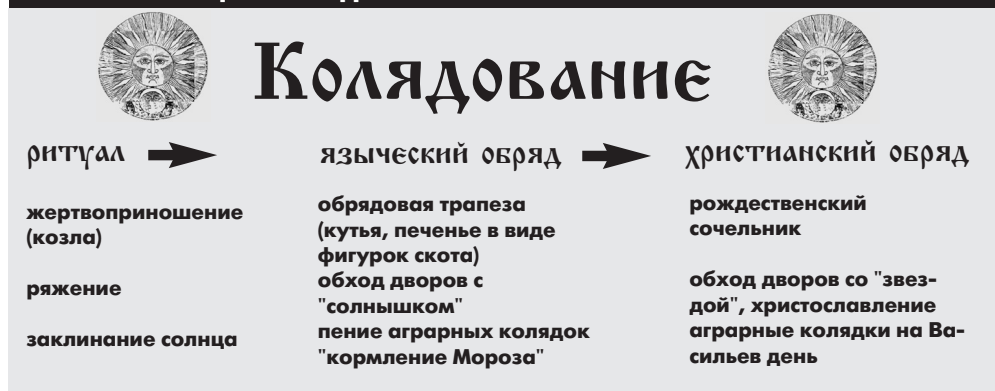 Колядование
ритуал
языческий обряд
христианский обряд
жертвоприношение
(козла)
ряжение
заклинание солнца
обрядовая трапеза
(кутья, печенье в виде
фигурок скота)
обход дворов с
"солнышком"
пение аграрных колядок
"кормление Мороза"
рождественский
сочельник
обход дворов со "звез-
дой", христославление
аграрные колядки на Ва-
сильев день